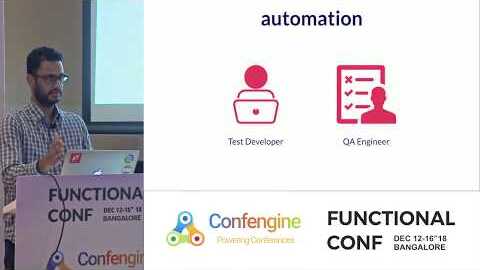 automation
Test Developer
QA Engineer
FUNCTIONAL
CONF
DEC 12-16" 18
BANGALORE
Confengine
Confengine
Powering Conferences
FUNCTIONAL
CONF
DEC 12-16" 18
BANGALORE